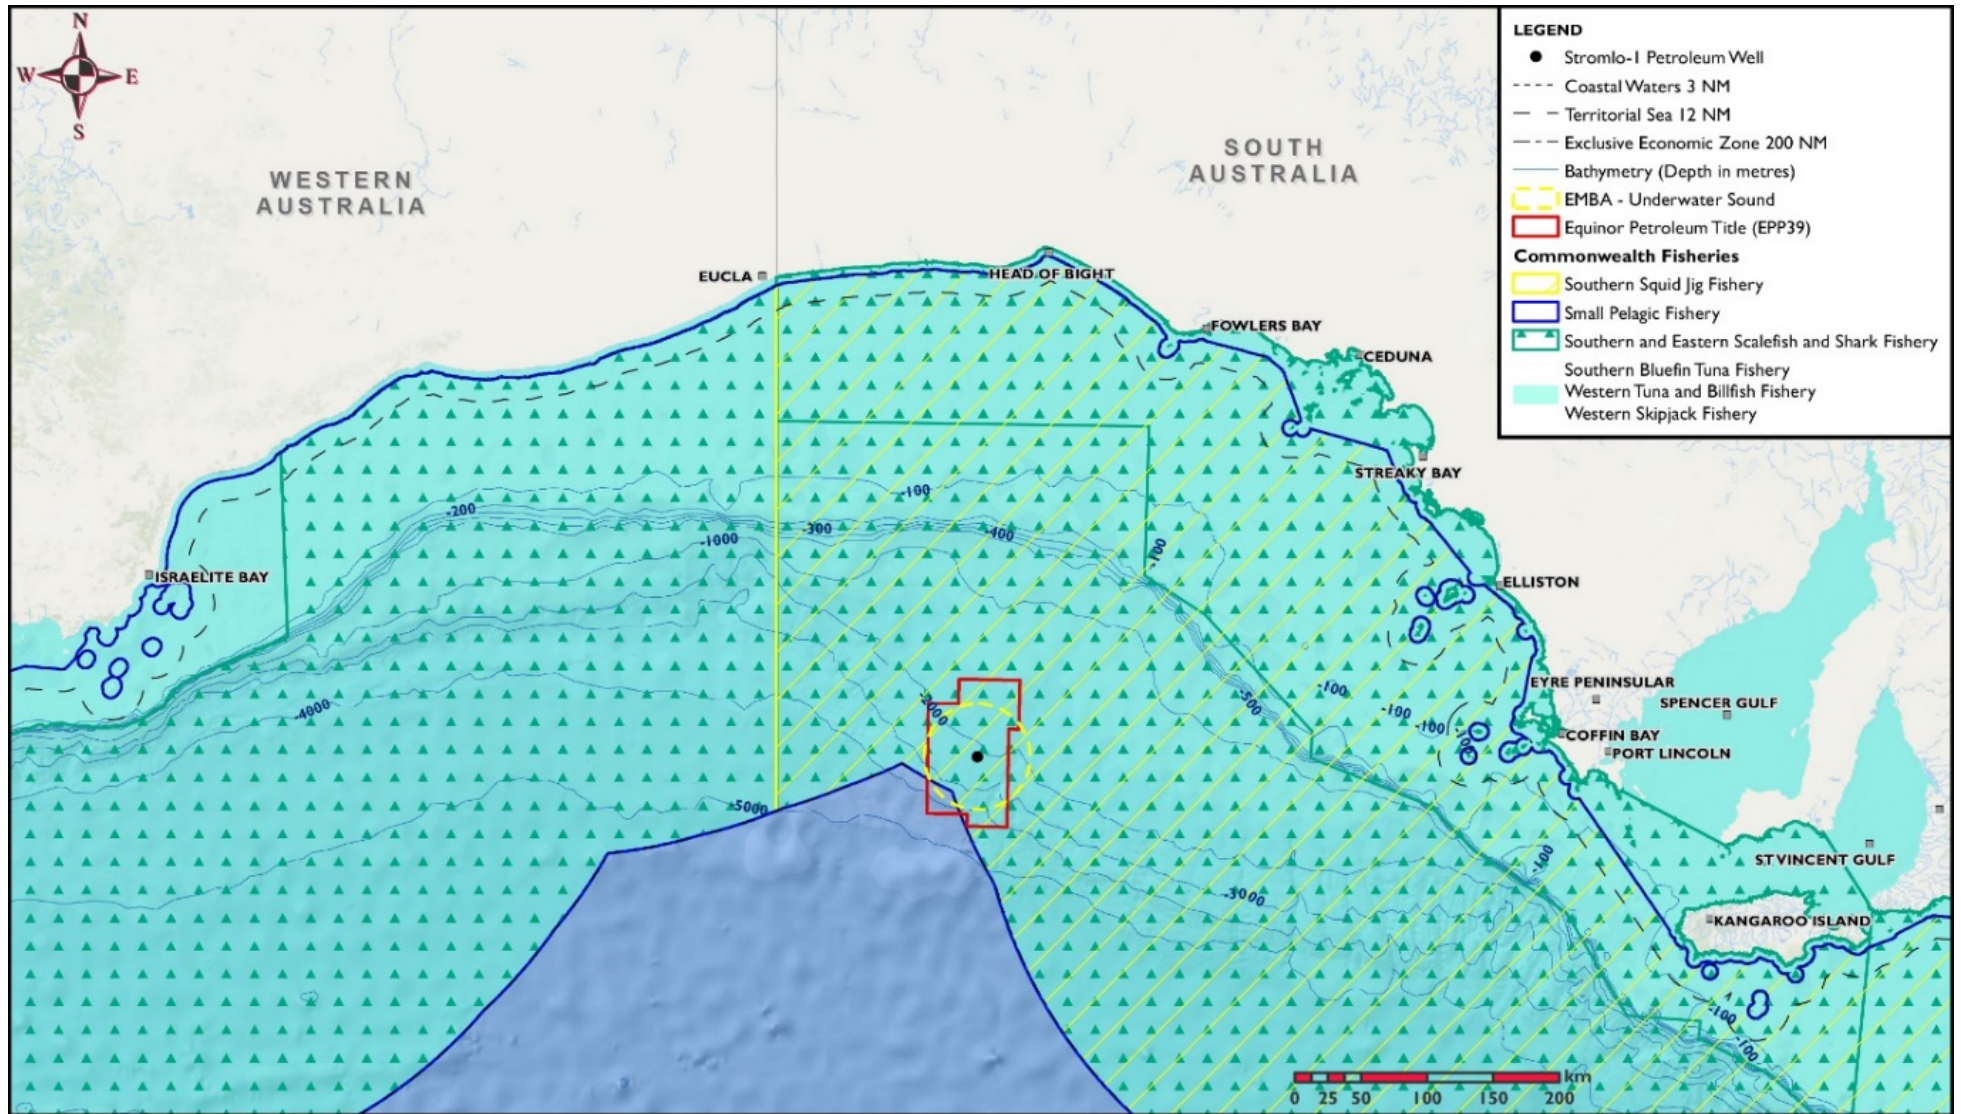 N
W E
S
WESTERN
AUSTRALIA
SOUTH
AUSTRALIA
LEGEND
Stromlo-1 Petroleum Well
Coastal Waters 3 NM
Territorial Sea 12 NM
Exclusive Economic Zone 200 NM
Bathymetry (Depth in metres)
EMBA - Underwater Sound
Equinor Petroleum Title (EPP39)
Commonwealth Fisheries
Southern Squid Jig Fishery
Small Pelagic Fishery
Southern and Eastern Scalefish and Shark Fishery
Southern Bluefin Tuna Fishery
Western Tuna and Billfish Fishery
Western Skipjack Fishery
EUCLA
HEAD OF BIGHT
FOWLERS BAY
CEDUNA
STREAKY BAY
-100
-200
-300
-400
-1000
-100
ISRAELITE BAY
ELLISTON
EYRE PENINSULAR
SPENCER GULF
-100
-500
-2000
-4000
-100
-100
-100
COFFIN BAY
PORT LINCOLN
-5000
-100
ST VINCENT GULF
-3000
KANGAROO ISLAND
-100
-100
km
0 25 50 100 150 200